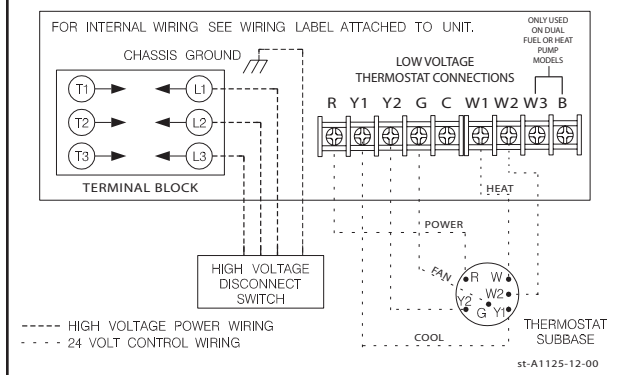 FOR INTERNAL WIRING SEE WIRING LABEL ATTACHED TO UNIT.
ONLY USED
ON DUAL
FUEL OR HEAT
PUMP
MODELS
CHASSIS GROUND
LOW VOLTAGE
THERMOSTAT CONNECTIONS
R Y1 Y2 G C W1 W2 W3 B
T1 L1
T2 L2
T3 L3
TERMINAL BLOCK
HEAT
POWER
HIGH VOLTAGE
DISCONNECT
SWITCH
FAN
R W
W2
Y2
G Y1
COOL
THERMOSTAT
SUBBASE
HIGH VOLTAGE POWER WIRING
24 VOLT CONTROL WIRING
st-A1125-12-00